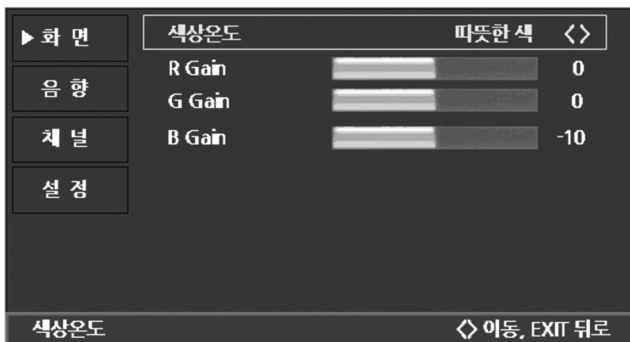 ▶화 면
음 향
채 널
설 정
색상온도 따뜻한 색 <>
R Gain 0
G Gain 0
B Gain -10
색상온도 <> 이동, EXIT 뒤로